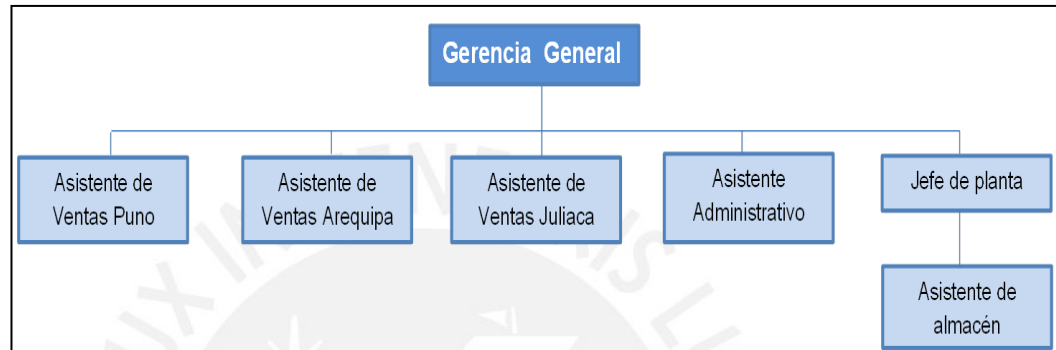 Gerencia General
Asistente de
Ventas Puno
Asistente de
Ventas Arequipa
Asistente de
Ventas Juliaca
Asistente
Administrativo
Jefe de planta
Asistente de
almacén